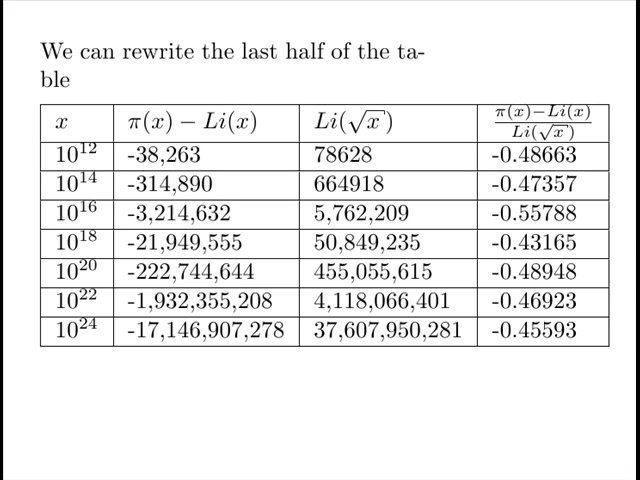 We can rewrite the last half of the ta-
ble
x π(x) − Li(x) Li(√x) π(x)−Li(x) / Li(√x)
10^12 -38,263 78628 -0.48663
10^14 -314,890 664918 -0.47357
10^16 -3,214,632 5,762,209 -0.55788
10^18 -21,949,555 50,849,235 -0.43165
10^20 -222,744,644 455,055,615 -0.48948
10^22 -1,932,355,208 4,118,066,401 -0.46923
10^24 -17,146,907,278 37,607,950,281 -0.45593